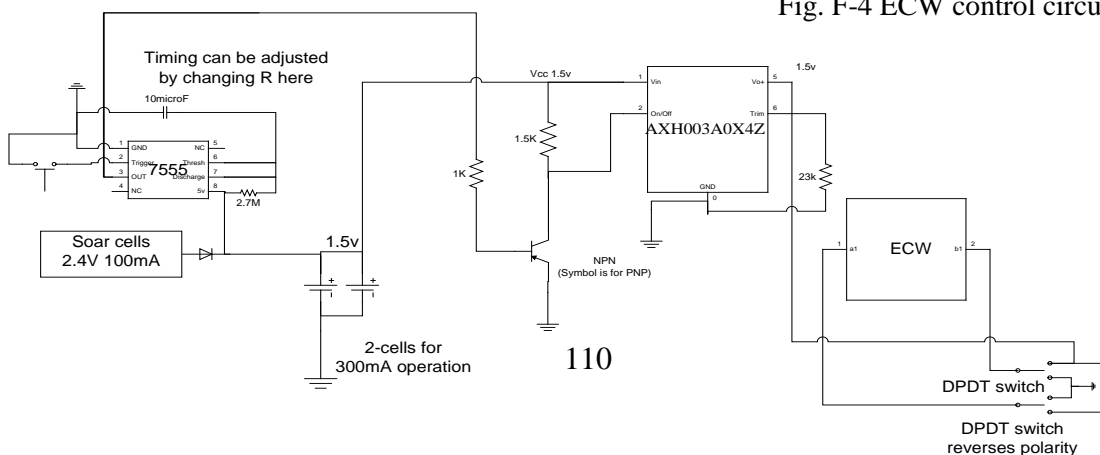 Fig. F-4 ECW control circu
Timing can be adjusted
by changing R here
10microF
1 GND NC 5
2 Trigger Thresh 6
3 OUT Discharge 7
4 NC 5v 8
7555
2.7M
Soar cells
2.4V 100mA
1.5v
2-cells for
300mA operation
Vcc 1.5v
1K
1.5K
NPN
(Symbol is for PNP)
1 Vin Vo+ 5
2 On/Off Trim 6
AXH003A0X4Z
GND
0
1.5v
23k
1 a1 ECW b1 2
DPDT switch
DPDT switch
reverses polarity
110